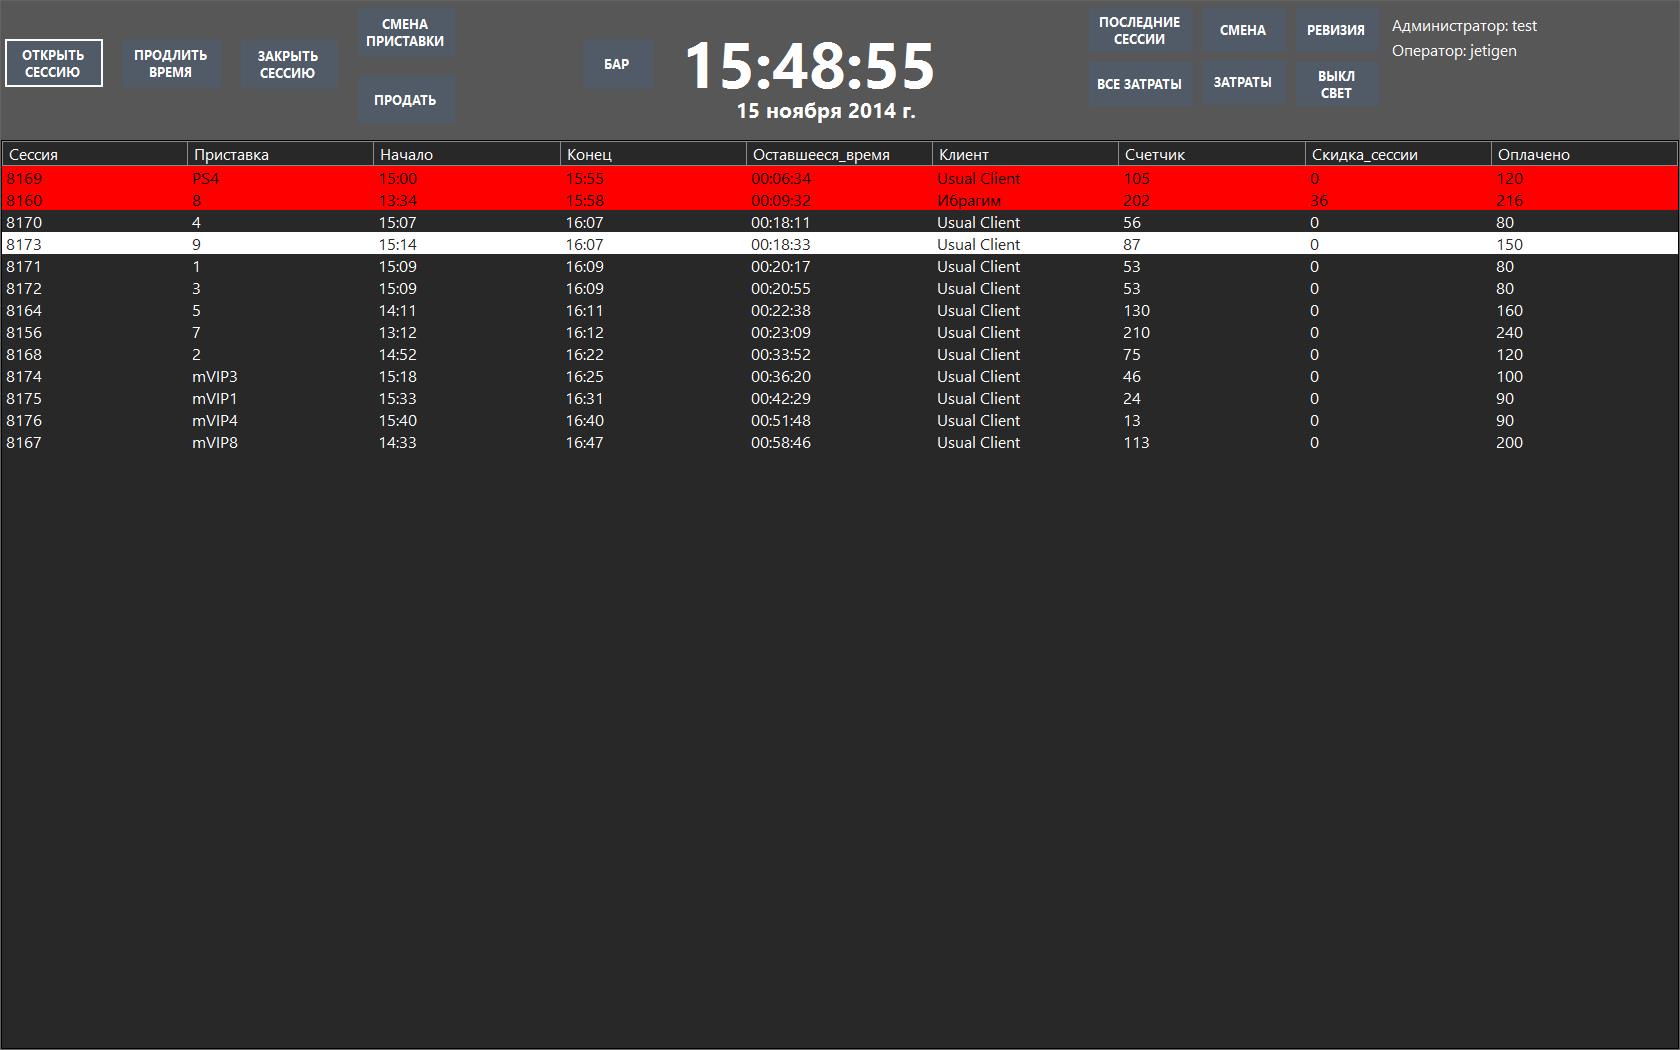 ОТКРЫТЬ
СЕССИЮ
ПРОДЛИТЬ
ВРЕМЯ
ЗАКРЫТЬ
СЕССИЮ
СМЕНА
ПРИСТАВКИ
ПРОДАТЬ
БАР
15:48:55
15 ноября 2014 г.
ПОСЛЕДНИЕ
СЕССИИ
СМЕНА
РЕВИЗИЯ
ВСЕ ЗАТРАТЫ
ЗАТРАТЫ
ВЫКЛ
СВЕТ
Администратор: test
Оператор: jetigen
Сессия Приставка Начало Конец Оставшееся_время Клиент Счетчик Скидка_сессии Оплачено
8169 PS4 15:00 15:55 00:06:34 Usual Client 105 0 120
8160 8 13:34 15:58 00:09:32 Ибрагим 202 36 216
8170 4 15:07 16:07 00:18:11 Usual Client 56 0 80
8173 9 15:14 16:07 00:18:33 Usual Client 87 0 150
8171 1 15:09 16:09 00:20:17 Usual Client 53 0 80
8172 3 15:09 16:09 00:20:55 Usual Client 53 0 80
8164 5 14:11 16:11 00:22:38 Usual Client 130 0 160
8156 7 13:12 16:12 00:23:09 Usual Client 210 0 240
8168 2 14:52 16:22 00:33:52 Usual Client 75 0 120
8174 mVIP3 15:18 16:25 00:36:20 Usual Client 46 0 100
8175 mVIP1 15:33 16:31 00:42:29 Usual Client 24 0 90
8176 mVIP4 15:40 16:40 00:51:48 Usual Client 13 0 90
8167 mVIP8 14:33 16:47 00:58:46 Usual Client 113 0 200